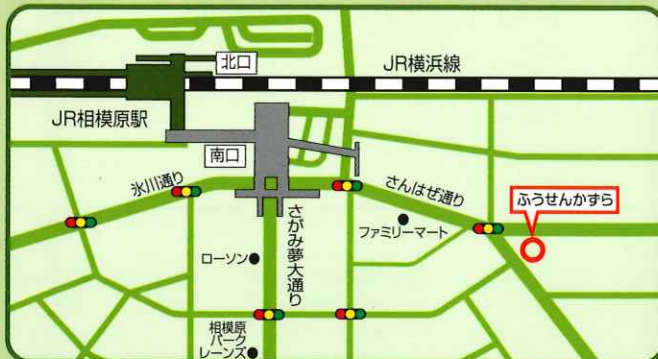 北口
JR横浜線
JR相模原駅
南口
氷川通り
さんはぜ通り
ふうせんかずら
ファミリーマート
さがみ夢大通り
ローソン
相模原
パーク
レーンズ